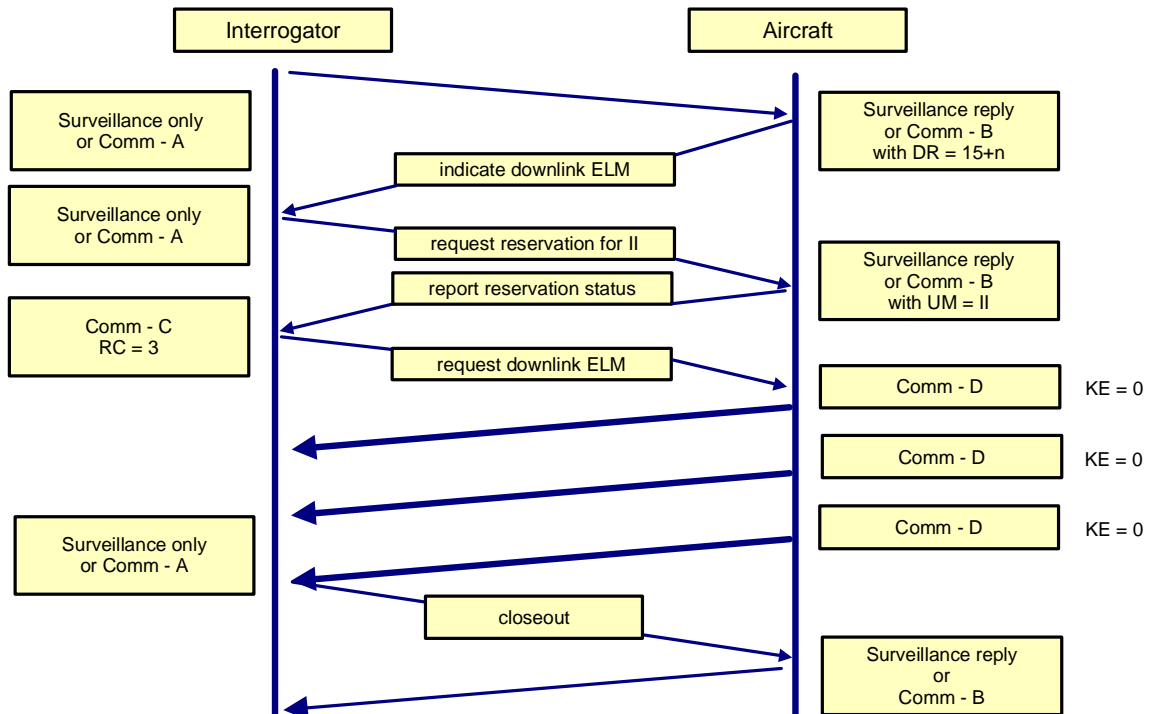 Interrogator
Aircraft
Surveillance only
or Comm - A
Surveillance reply
or Comm - B
with DR = 15+n
indicate downlink ELM
Surveillance only
or Comm - A
request reservation for II
Surveillance reply
or Comm - B
with UM = II
report reservation status
Comm - C
RC = 3
request downlink ELM
Comm - D
KE = 0
Comm - D
KE = 0
Comm - D
KE = 0
Surveillance only
or Comm - A
closeout
Surveillance reply
or
Comm - B